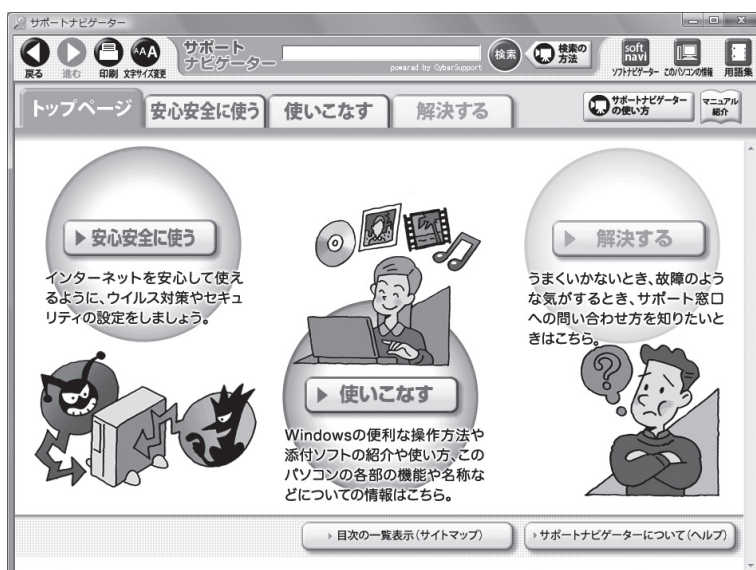 サポートナビゲーター
戻る
進む
印刷
文字サイズ変更
サポート
ナビゲーター
powered by CybarSupport
検索
検索の
方法
soft
navi
ソフトナビゲーター
このパソコンの情報
用語集
トップページ
安心安全に使う
使いこなす
解決する
サポートナビゲーター
の使い方
マニュアル
紹介
安心安全に使う
インターネットを安心して使え
るように、ウイルス対策やセキュ
リティの設定をしましょう。
使いこなす
Windowsの便利な操作方法や
添付ソフトの紹介や使い方、この
パソコンの各部の機能や名称な
どについての情報はこちら。
解決する
うまくいかないとき、故障のよう
な気がするとき、サポート窓口
への問い合わせ方を知りたいと
きはこちら。
?
目次の一覧表示(サイトマップ)
サポートナビゲーターについて(ヘルプ)